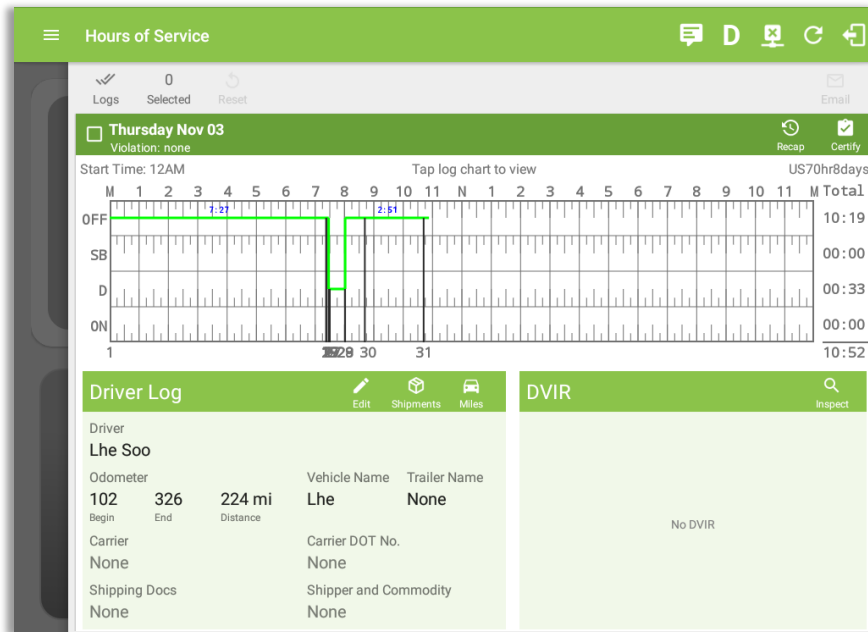 Hours of Service
D
Logs
0
Selected
Reset
Email
Thursday Nov 03
Violation: none
Recap
Certify
Start Time: 12AM
Tap log chart to view
US70hr8days
M 1 2 3 4 5 6 7 8 9 10 11 N 1 2 3 4 5 6 7 8 9 10 11 M Total
7:27 2:51
OFF 10:19
SB 00:00
D 00:33
ON 00:00
1 30 31 10:52
Driver Log
Edit
Shipments
Miles
DVIR
Inspect
Driver
Lhe Soo
Odometer
Vehicle Name
Trailer Name
102 326 224 mi
Lhe
None
Begin End Distance
Carrier
Carrier DOT No.
None
None
Shipping Docs
Shipper and Commodity
None
None
No DVIR